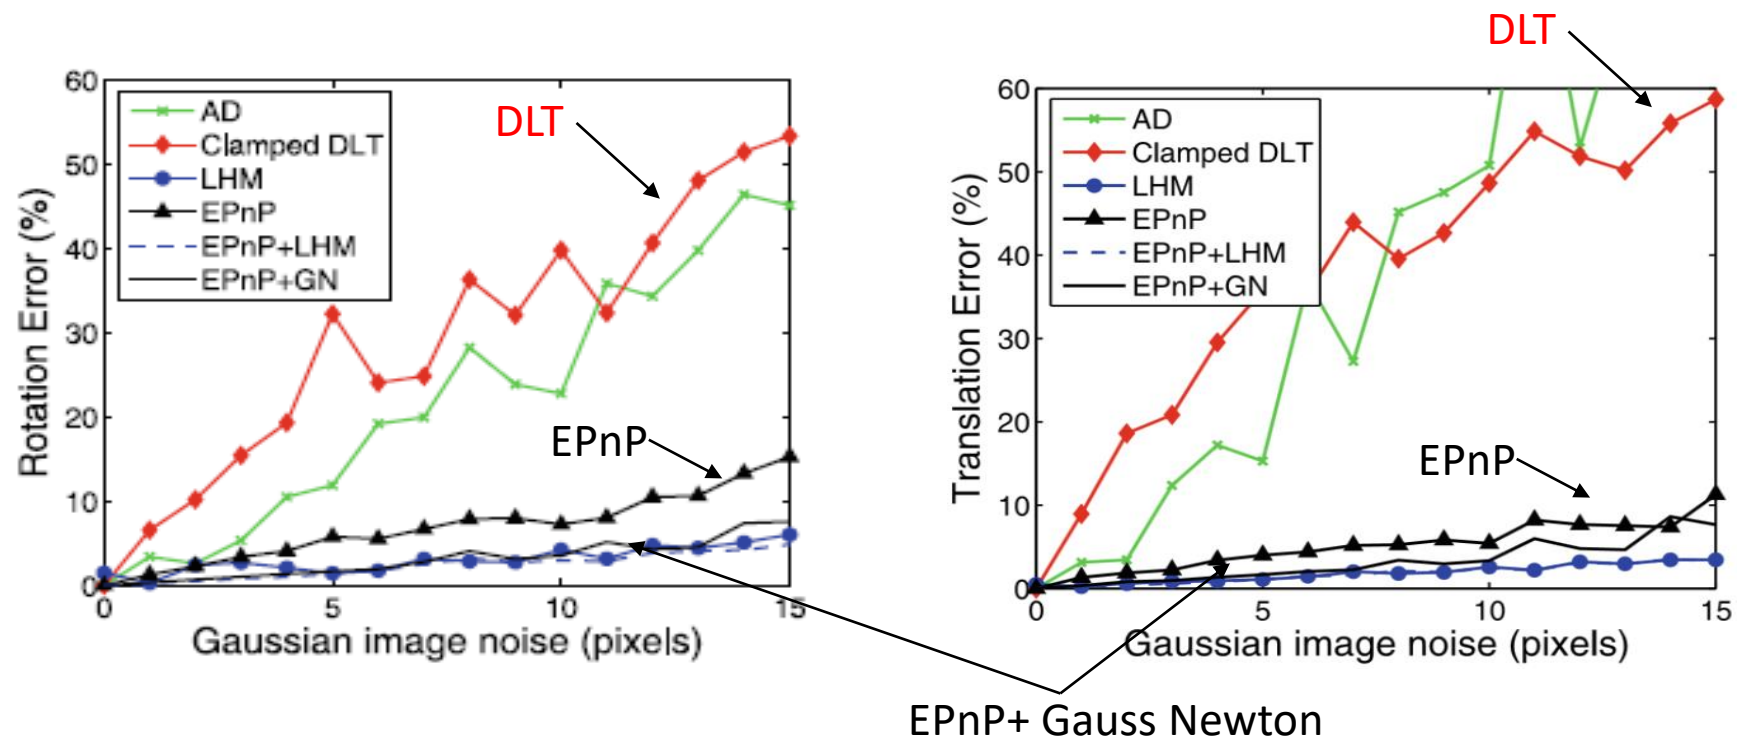 DLT
60
50
40
30
20
10
0
Rotation Error (%)
AD
Clamped DLT
LHM
EPnP
EPnP+LHM
EPnP+GN
DLT
EPnP
0 5 10 15
Gaussian image noise (pixels)
60
50
40
30
20
10
0
Translation Error (%)
AD
Clamped DLT
LHM
EPnP
EPnP+LHM
EPnP+GN
EPnP
0 5 10 15
Gaussian image noise (pixels)
EPnP+ Gauss Newton